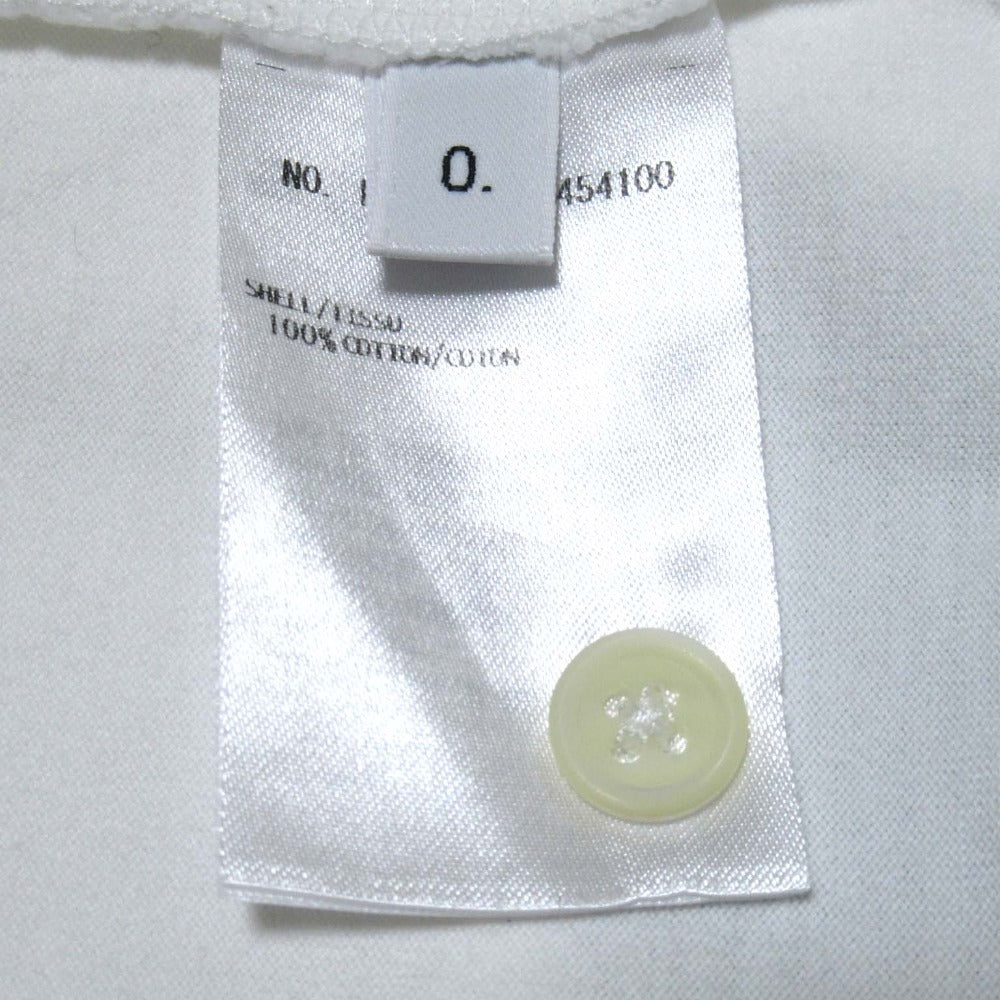 0.
NO. 454100
SHELL/TISSU
100% COTTON/COTON